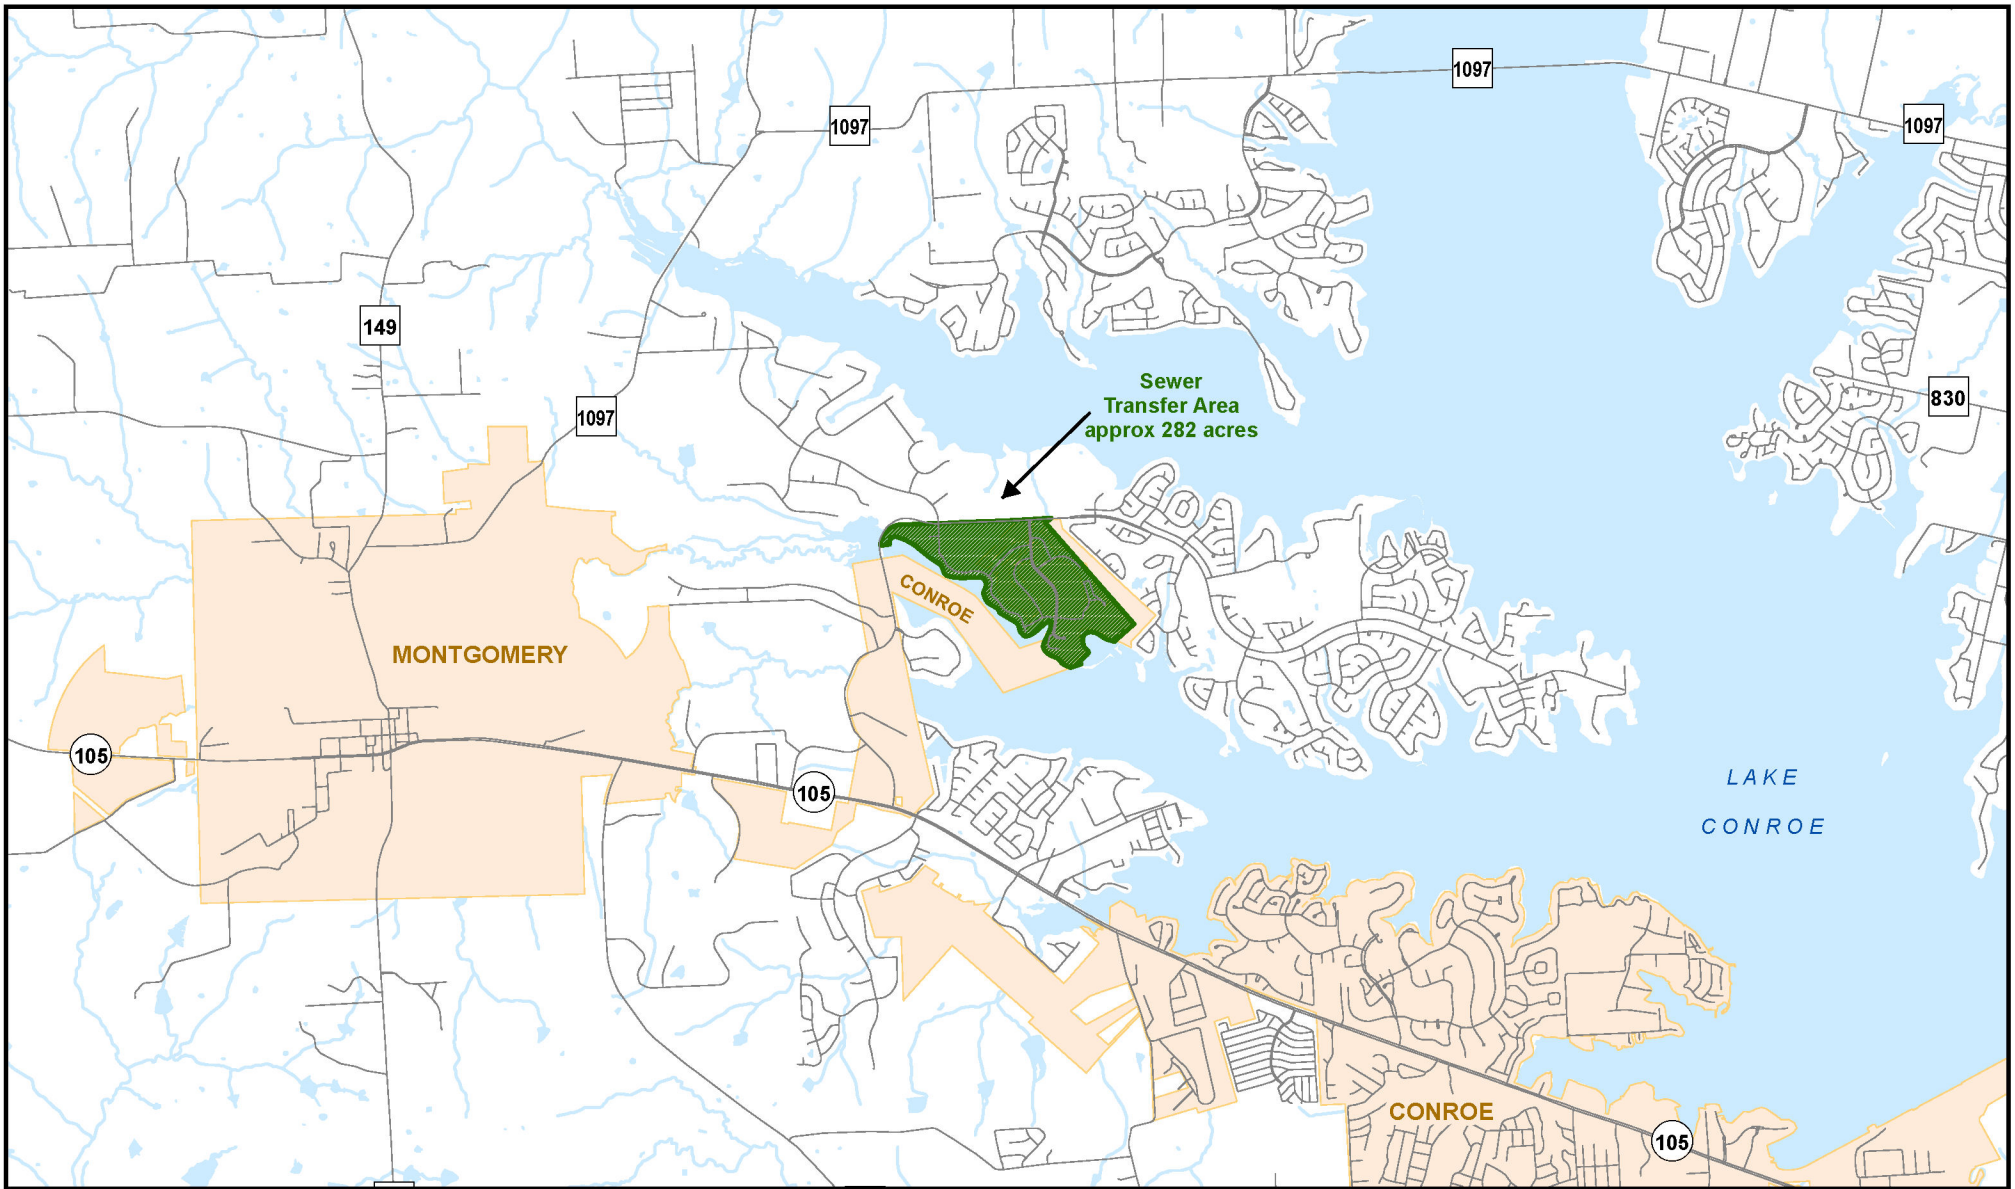 1097
1097
1097
149
Sewer
Transfer Area
approx 282 acres
830
1097
CONROE
MONTGOMERY
105
105
LAKE
CONROE
CONROE
105